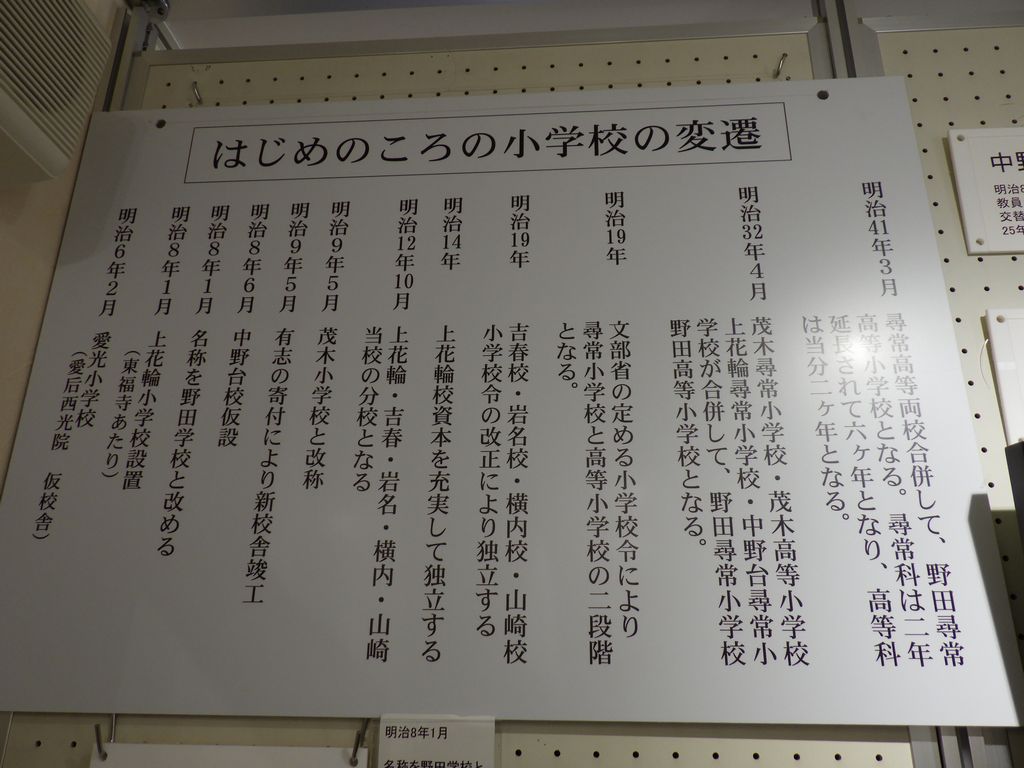 はじめのころの小学校の変遷
明治41年3月
尋常高等両校合併して、野田尋常
高等小学校となる。尋常科は二年
延長されて六ヶ年となり、高等科
は当分二ヶ年となる。
明治32年4月
茂木尋常小学校・茂木高等小学校
上花輪尋常小学校・中野台尋常小
学校が合併して、野田尋常小学校
野田高等小学校となる。
明治19年
文部省の定める小学校令により
尋常小学校と高等小学校の二段階
となる。
明治19年
吉春校・岩名校・横内校・山崎校
小学校令の改正により独立する
明治14年
上花輪校資本を充実して独立する
明治12年10月
上花輪・吉春・岩名・横内・山崎
当校の分校となる
明治9年5月
茂木小学校と改称
明治9年5月
有志の寄付により新校舎竣工
明治8年6月
中野台校仮設
明治8年1月
名称を野田学校と改める
明治8年1月
上花輪小学校設置
（東福寺あたり）
明治6年2月
愛光小学校
（愛后西光院 仮校舎）
中野
明治8
教員
交替
25年
明治8年1月
名称を野田学校と